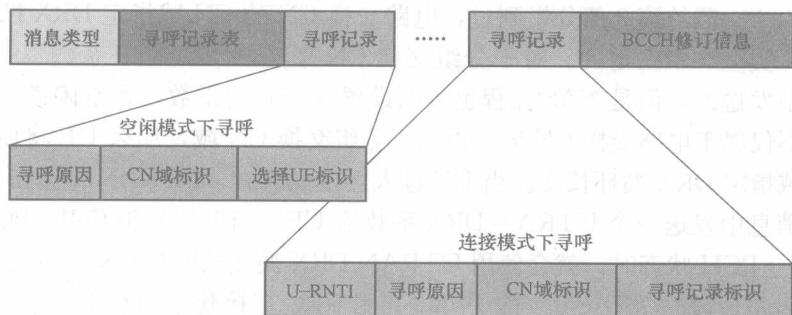 消息类型 寻呼记录表 寻呼记录 ····· 寻呼记录 BCCH修订信息
空闲模式下寻呼
寻呼原因 CN域标识 选择UE标识
连接模式下寻呼
U-RNTI 寻呼原因 CN域标识 寻呼记录标识